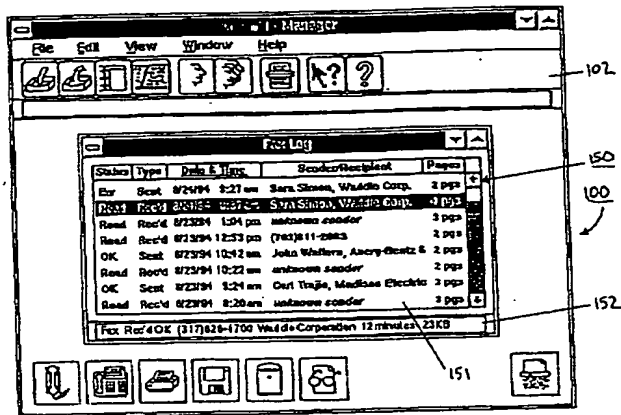 Manager
File Edit View Window Help
102
Fax Log
Status Type Date & Time Sender/Recipient Pages
150
Err Sent 8/24/94 3:27 am Sara Simon, Waddle Corp. 2 pgs
Read Rec'd Sara Simon, Waddle Corp. pgs
100
Read Rec'd 8/23/94 1:04 pm unknown sender 3 pgs
Read Rec'd 8/23/94 12:53 pm 2 pgs
OK Sent 8/23/94 10:42 am John Walters, 2 pgs
Read Rec'd 8/23/94 10:22 am unknown sender 2 pgs
OK Sent 8/23/94 9:24 am Carl Electric 3 pgs
Read Rec'd 8/23/94 8:20 am unknown sender 3 pgs
152
Fax Rec'd OK Waddle Corporation 12 minutes 23KB
151